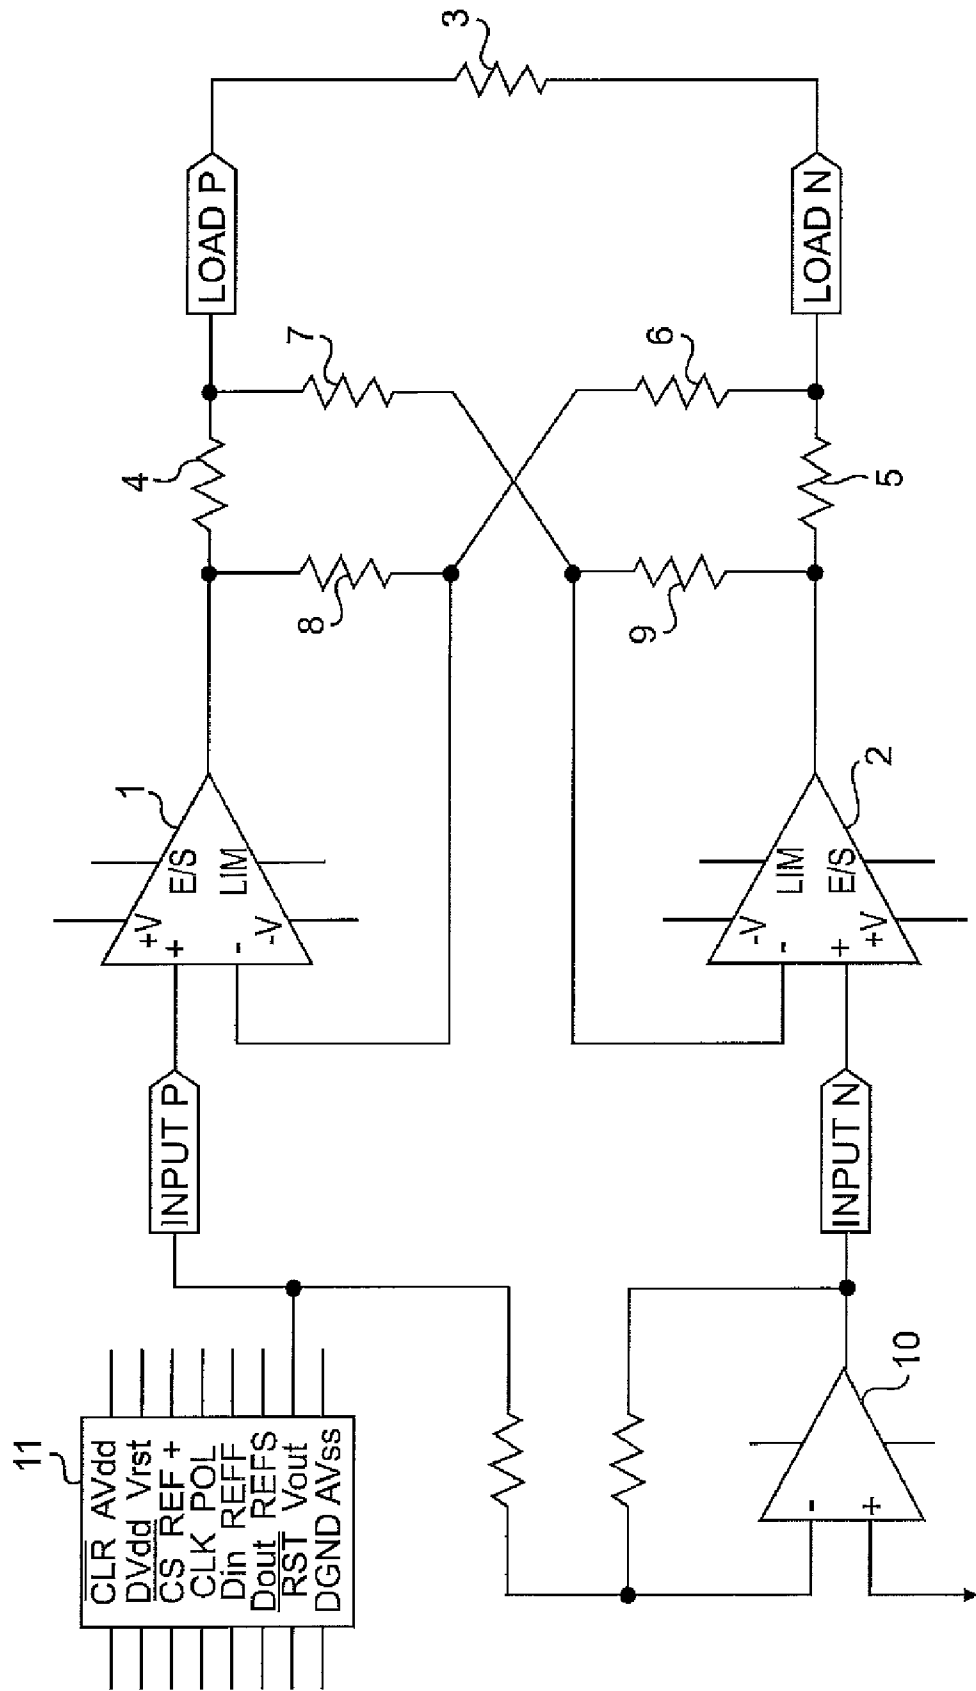 11
CLR AVdd
DVdd Vrst
CS REF +
CLK POL
Din REFF
Dout REFS
RST Vout
DGND AVss
INPUT P
1
+V
+
E/S
LIM
-
-V
4
8
7
LOAD P
3
10
-
+
INPUT N
2
-V
-
LIM
E/S
+
+V
9
5
6
LOAD N